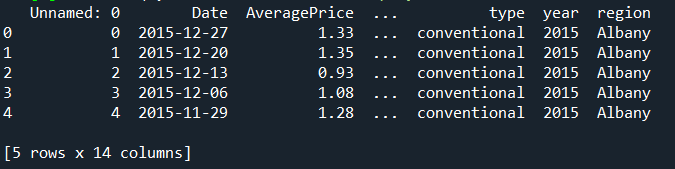 Unnamed: 0 Date AveragePrice ... type year region
0 0 2015-12-27 1.33 ... conventional 2015 Albany
1 1 2015-12-20 1.35 ... conventional 2015 Albany
2 2 2015-12-13 0.93 ... conventional 2015 Albany
3 3 2015-12-06 1.08 ... conventional 2015 Albany
4 4 2015-11-29 1.28 ... conventional 2015 Albany
[5 rows x 14 columns]